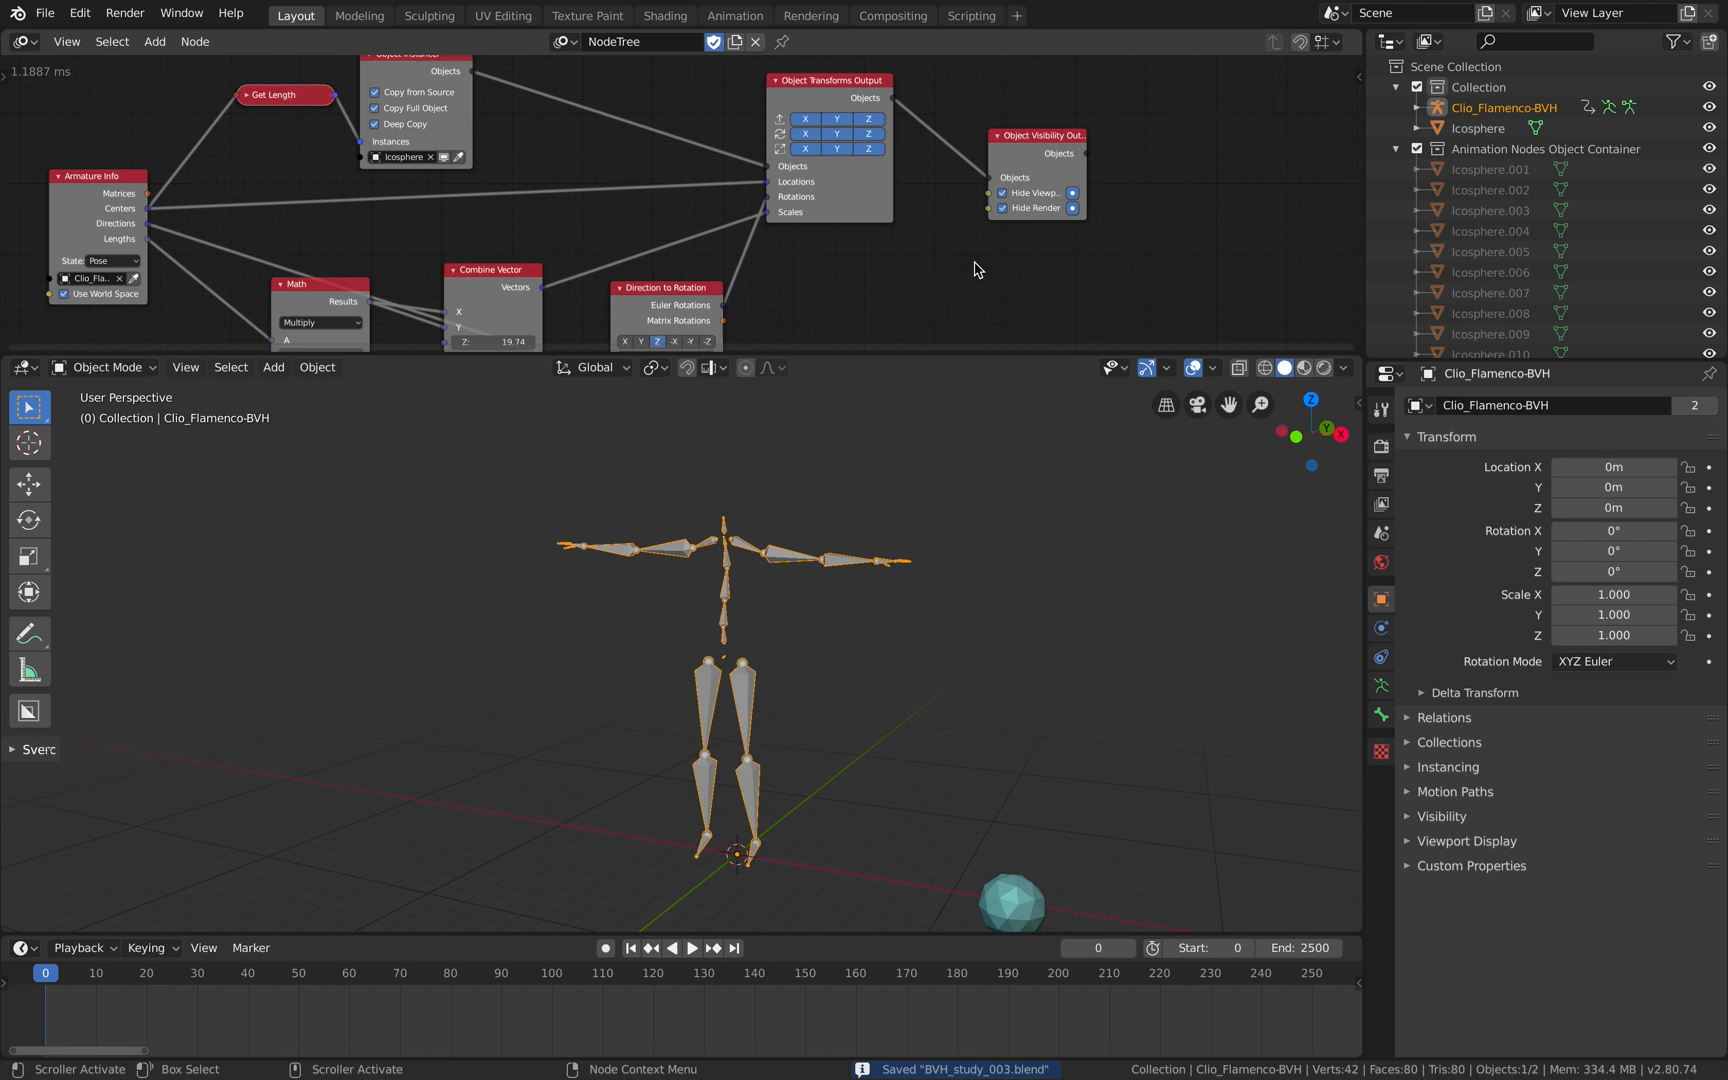 File Edit Render Window Help
Layout Modeling Sculpting UV Editing Texture Paint Shading Animation Rendering Compositing Scripting +
Scene
View Layer
View Select Add Node
NodeTree
1.1887 ms
Object Instancer
Objects
Copy from Source
Copy Full Object
Deep Copy
Instances
Icosphere
Get Length
Armature Info
Matrices
Centers
Directions
Lengths
State: Pose
Clio_Fla..
Use World Space
Math
Results
Multiply
A
Combine Vector
Vectors
X
Y
Z: 19.74
Direction to Rotation
Euler Rotations
Matrix Rotations
X Y Z -X -Y -Z
Object Transforms Output
Objects
X Y Z
X Y Z
X Y Z
Objects
Locations
Rotations
Scales
Object Visibility Out..
Objects
Objects
Hide Viewp..
Hide Render
Scene Collection
Collection
Clio_Flamenco-BVH
Icosphere
Animation Nodes Object Container
Icosphere.001
Icosphere.002
Icosphere.003
Icosphere.004
Icosphere.005
Icosphere.006
Icosphere.007
Icosphere.008
Icosphere.009
Icosphere.010
Object Mode View Select Add Object
Global
User Perspective
(0) Collection | Clio_Flamenco-BVH
Z
Y
X
Sverc
Clio_Flamenco-BVH
Clio_Flamenco-BVH 2
Transform
Location X 0m
Y 0m
Z 0m
Rotation X 0°
Y 0°
Z 0°
Scale X 1.000
Y 1.000
Z 1.000
Rotation Mode XYZ Euler
Delta Transform
Relations
Collections
Instancing
Motion Paths
Visibility
Viewport Display
Custom Properties
Playback Keying View Marker
0
Start: 0 End: 2500
0 10 20 30 40 50 60 70 80 90 100 110 120 130 140 150 160 170 180 190 200 210 220 230 240 250
Scroller Activate Box Select Scroller Activate Node Context Menu
Saved "BVH_study_003.blend"
Collection | Clio_Flamenco-BVH | Verts:42 | Faces:80 | Tris:80 | Objects:1/2 | Mem: 334.4 MB | v2.80.74